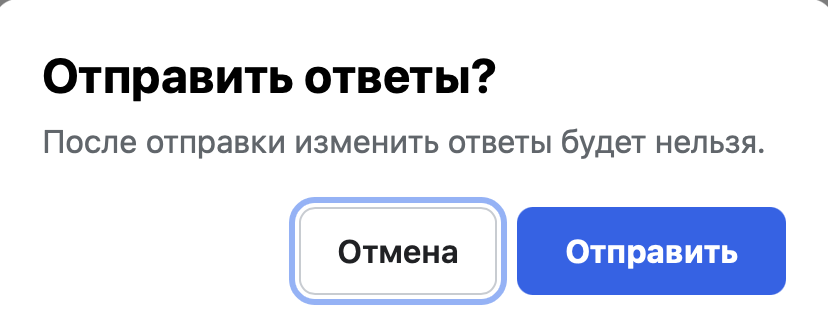 Отправить ответы?
После отправки изменить ответы будет нельзя.
Отмена Отправить